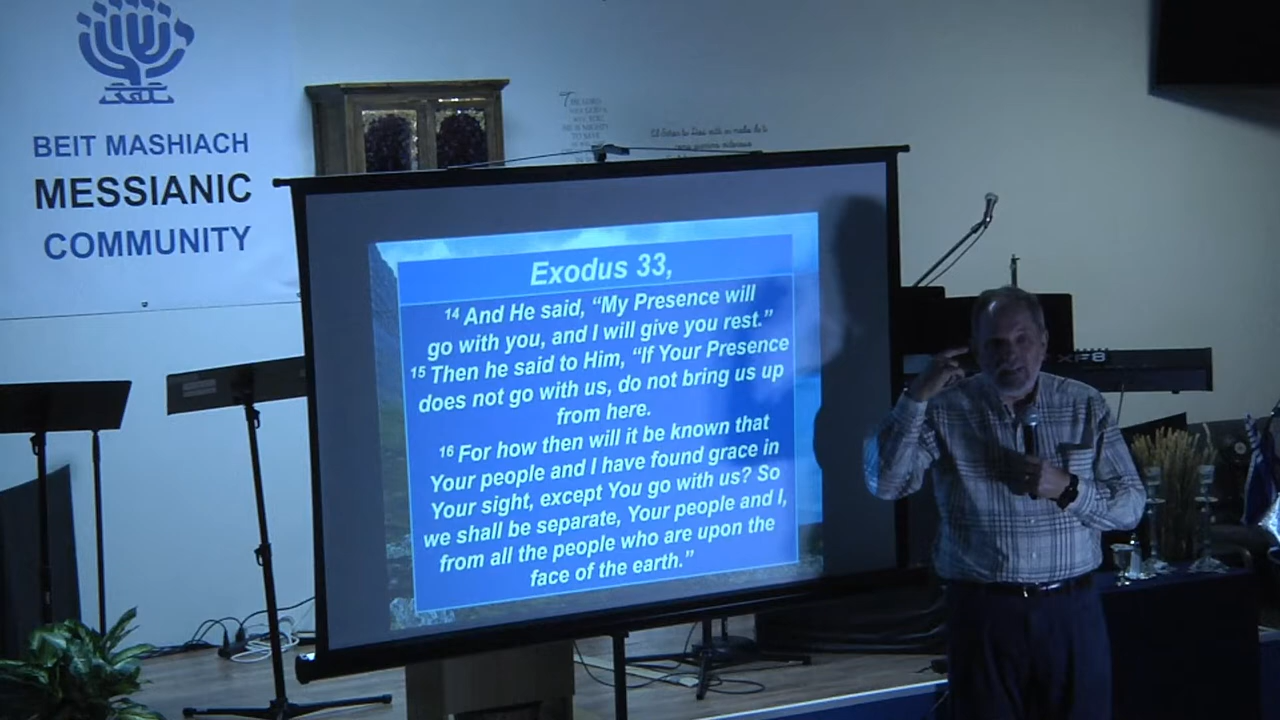 BEIT MASHIACH
MESSIANIC
COMMUNITY
Exodus 33,
14 And He said, “My Presence will
go with you, and I will give you rest.”
15 Then he said to Him, “If Your Presence
does not go with us, do not bring us up
from here.
16 For how then will it be known that
Your people and I have found grace in
Your sight, except You go with us? So
we shall be separate, Your people and I,
from all the people who are upon the
face of the earth.”
XF8